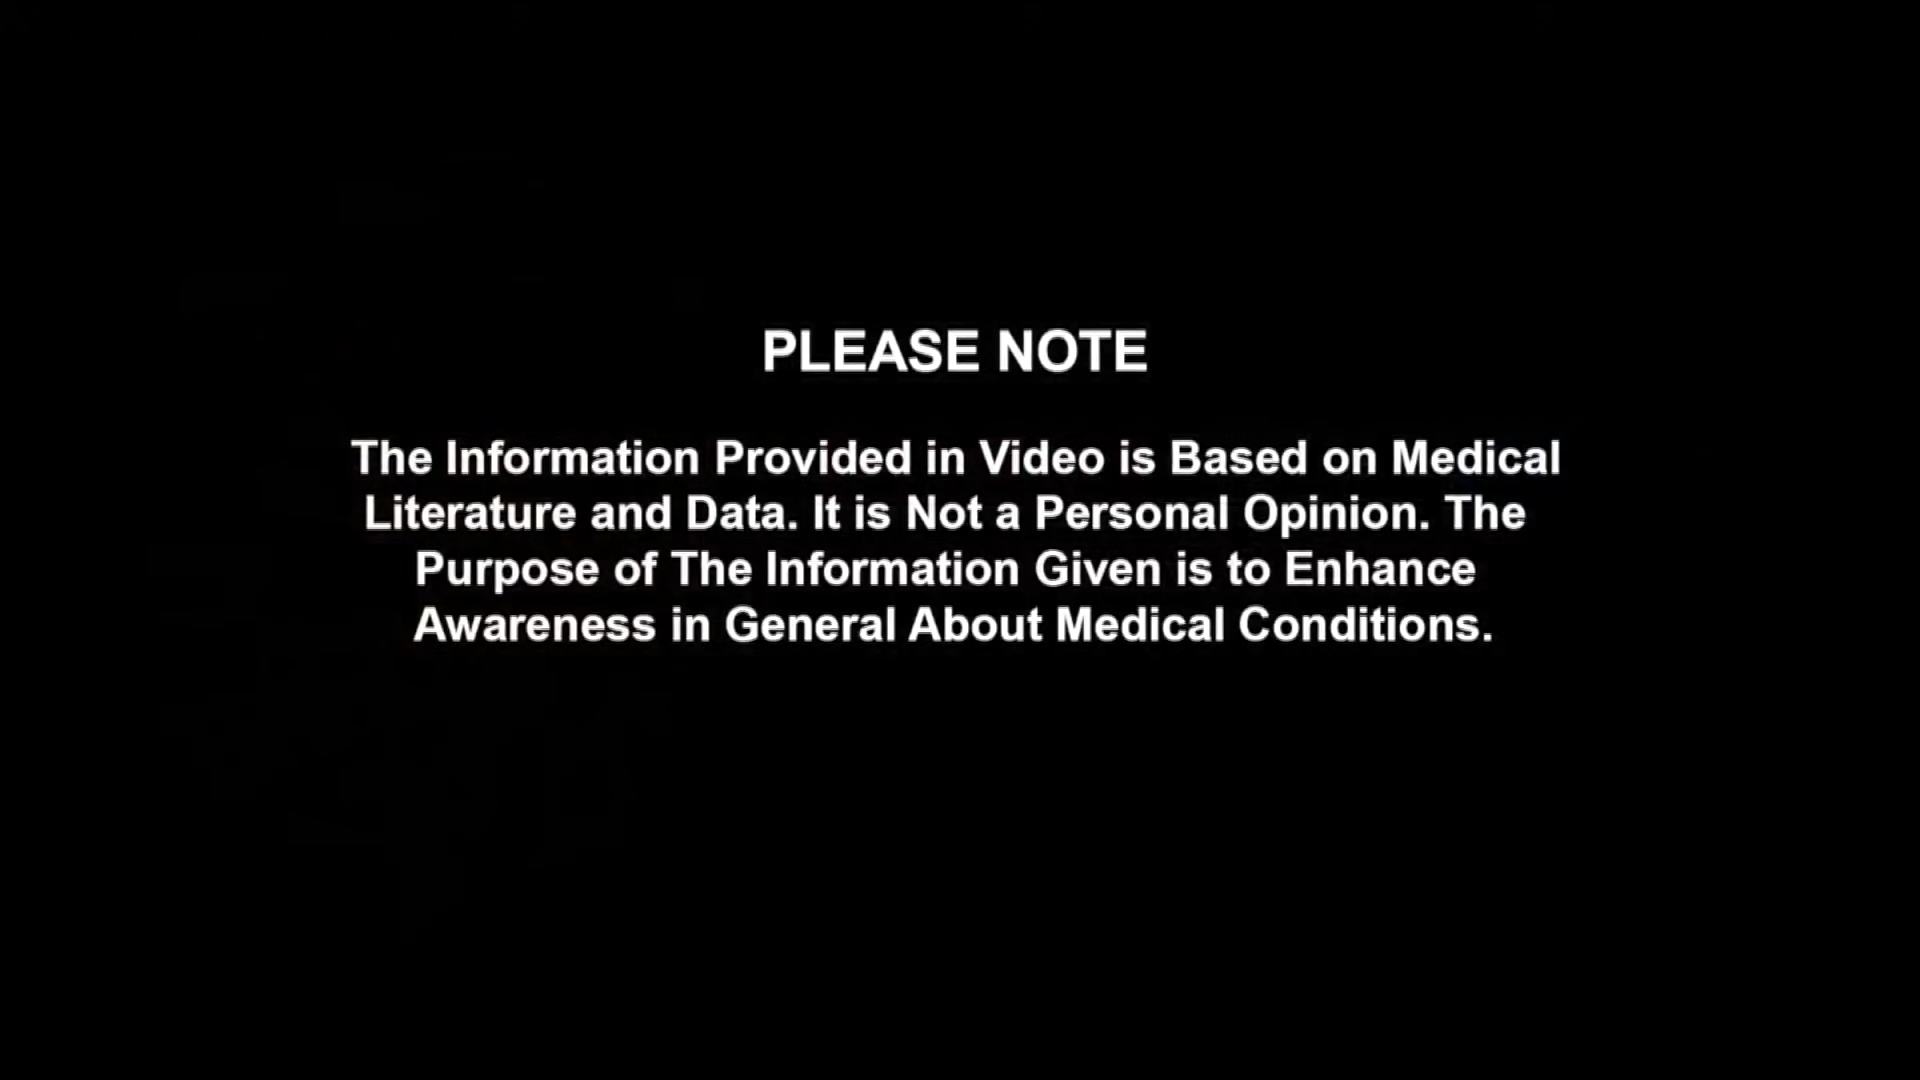 PLEASE NOTE
The Information Provided in Video is Based on Medical
Literature and Data. It is Not a Personal Opinion. The
Purpose of The Information Given is to Enhance
Awareness in General About Medical Conditions.